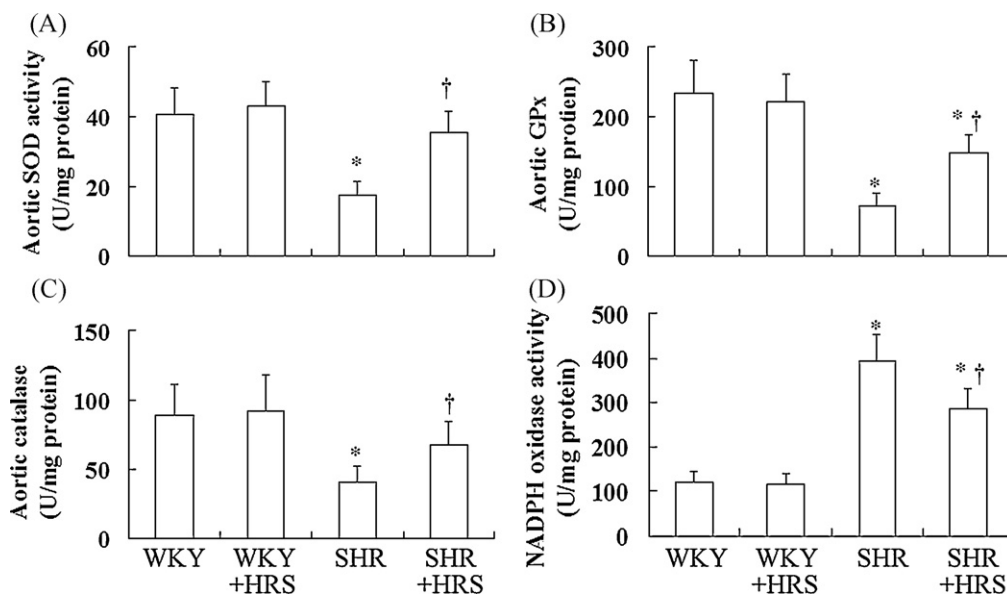 (A)
Aortic SOD activity
(U/mg protein)
60
40
20
0
*
†
(B)
Aortic GPx
(U/mg protien)
300
200
100
0
*
* †
(C)
Aortic catalase
(U/mg protein)
150
100
50
0
*
†
WKY
WKY
+HRS
SHR
SHR
+HRS
(D)
NADPH oxidase activity
(U/mg protein)
500
400
300
200
100
0
*
* †
WKY
WKY
+HRS
SHR
SHR
+HRS